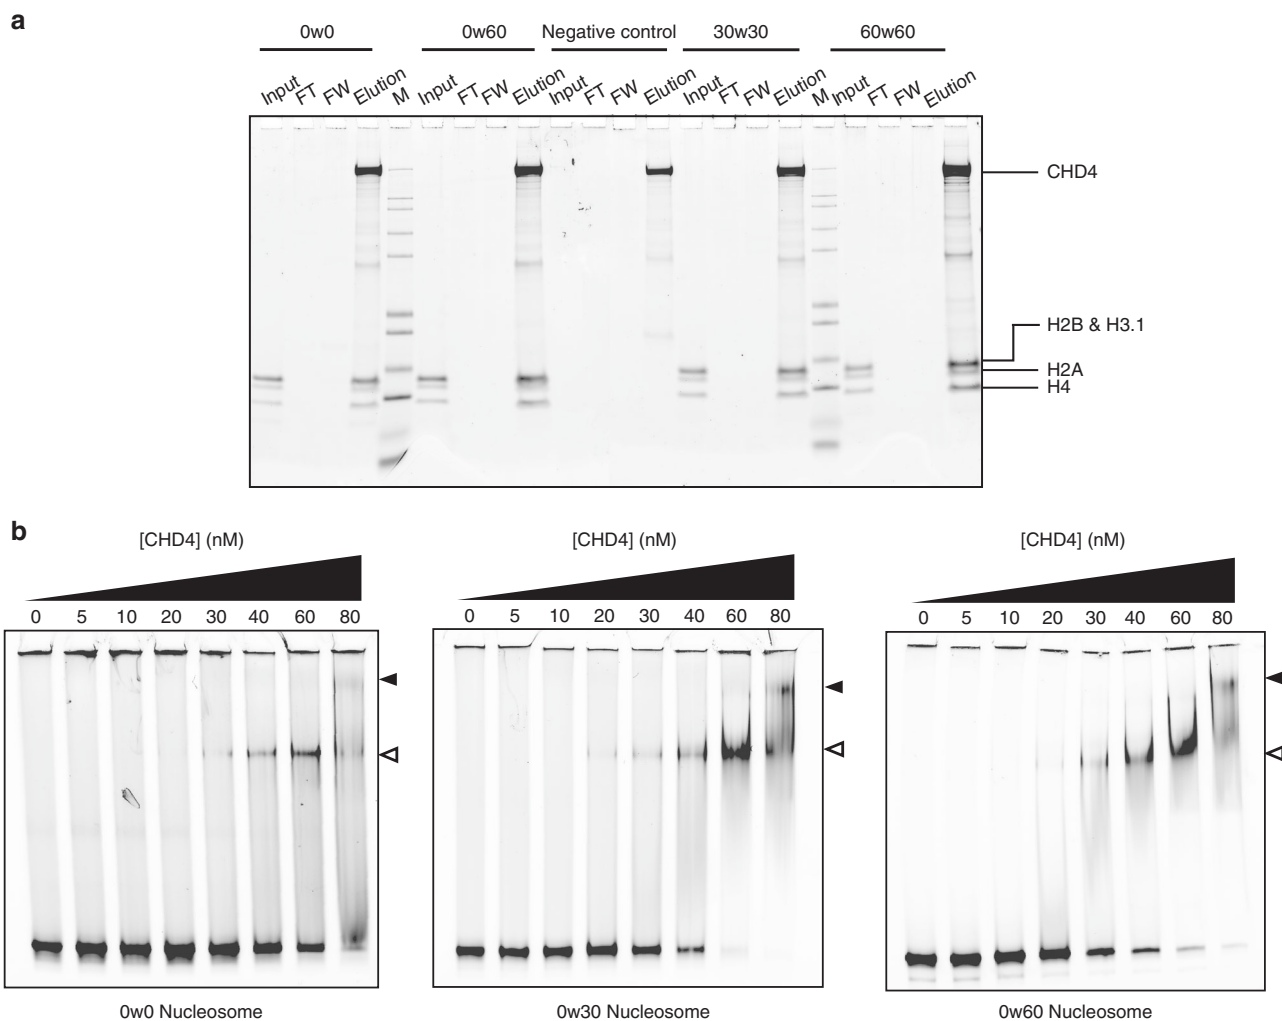 a
0w0 0w60 Negative control 30w30 60w60
Input FT FW Elution M Input FT FW Elution Input FT FW Elution Input FT FW Elution M Input FT FW Elution
CHD4
H2B & H3.1
H2A
H4
b
[CHD4] (nM) [CHD4] (nM) [CHD4] (nM)
0 5 10 20 30 40 60 80 0 5 10 20 30 40 60 80 0 5 10 20 30 40 60 80
0w0 Nucleosome 0w30 Nucleosome 0w60 Nucleosome